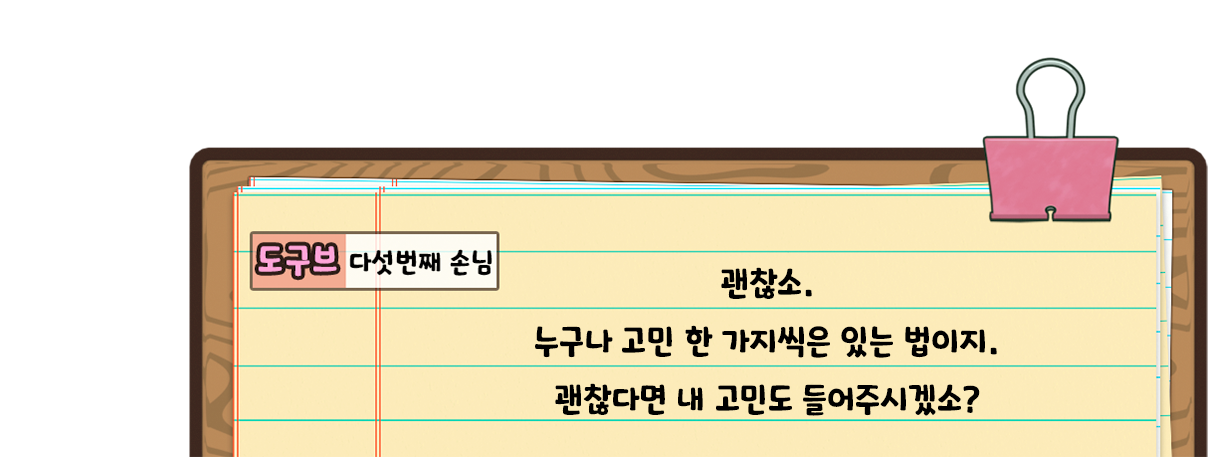 도구브 다섯번째 손님
괜찮소.
누구나 고민 한 가지씩은 있는 법이지.
괜찮다면 내 고민도 들어주시겠소?